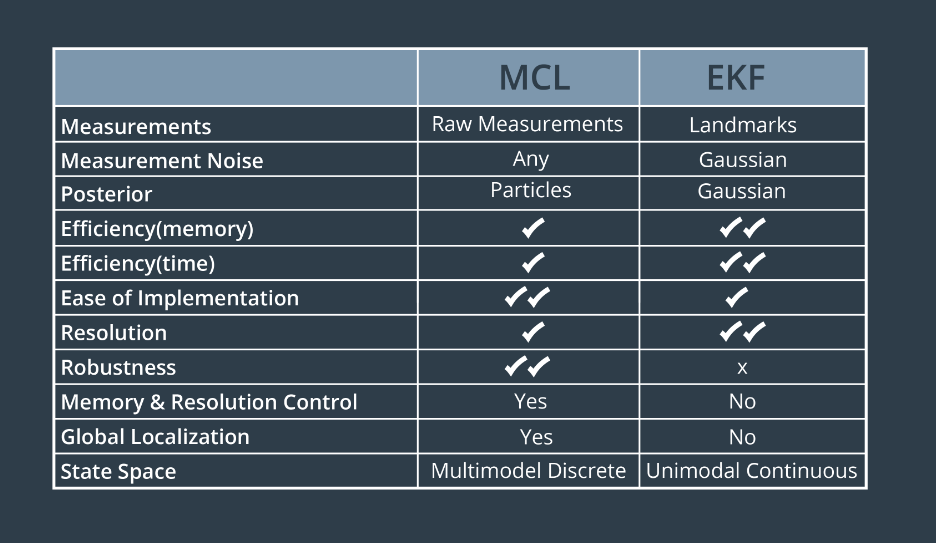 MCL EKF
Measurements Raw Measurements Landmarks
Measurement Noise Any Gaussian
Posterior Particles Gaussian
Efficiency(memory) ✓ ✓✓
Efficiency(time) ✓ ✓✓
Ease of Implementation ✓✓ ✓
Resolution ✓ ✓✓
Robustness ✓✓ x
Memory & Resolution Control Yes No
Global Localization Yes No
State Space Multimodel Discrete Unimodal Continuous